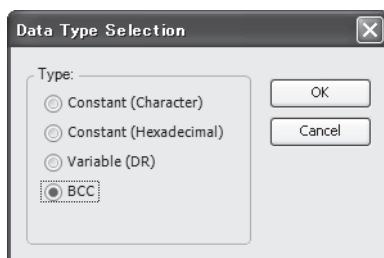 Data Type Selection
Type:
Constant (Character)
Constant (Hexadecimal)
Variable (DR)
BCC
OK
Cancel